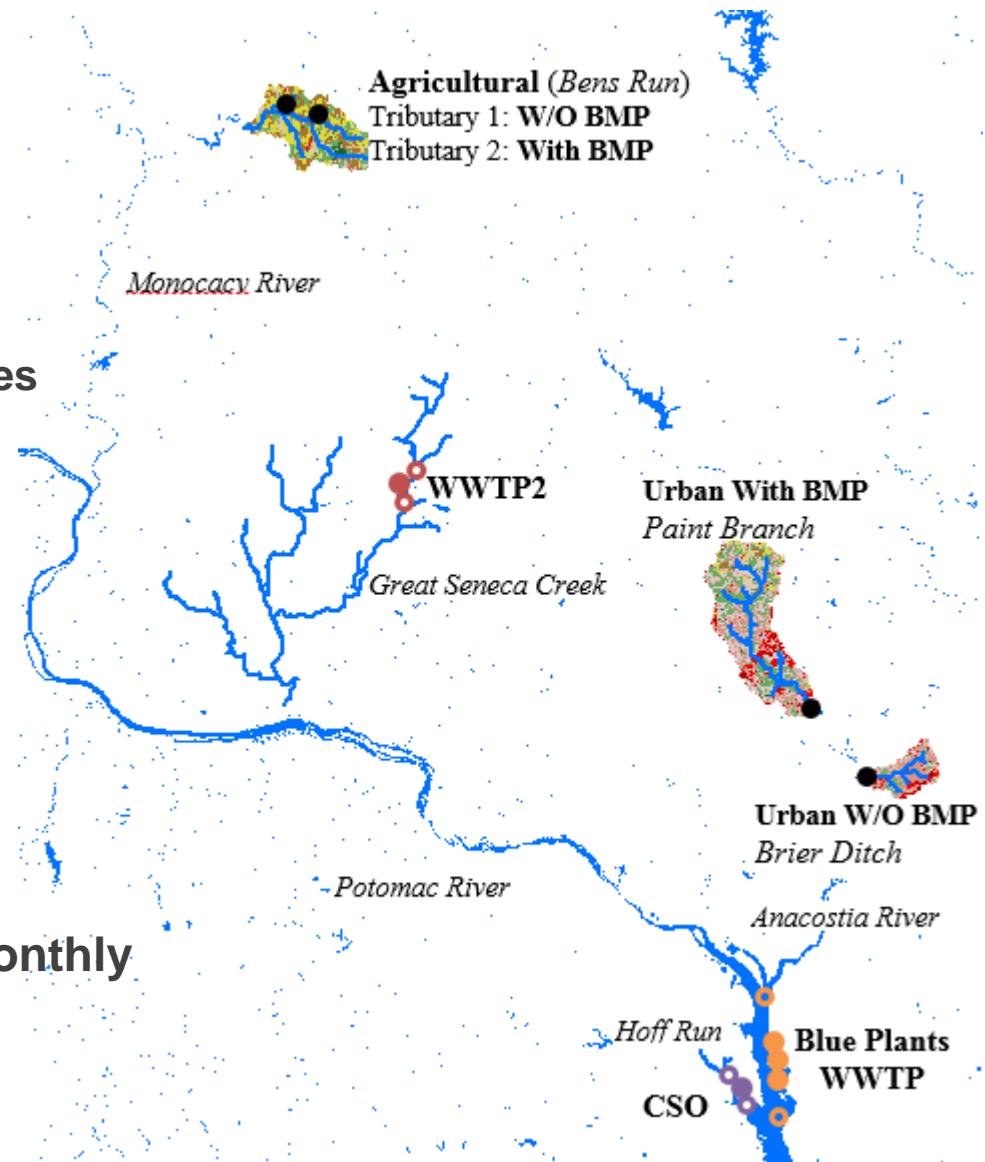 Agricultural (Bens Run)
Tributary 1: W/O BMP
Tributary 2: With BMP
Monocacy River
es
WWTP2
Urban With BMP
Paint Branch
Great Seneca Creek
Urban W/O BMP
Brier Ditch
Potomac River
Anacostia River
onthly
Hoff Run
Blue Plants
WWTP
CSO